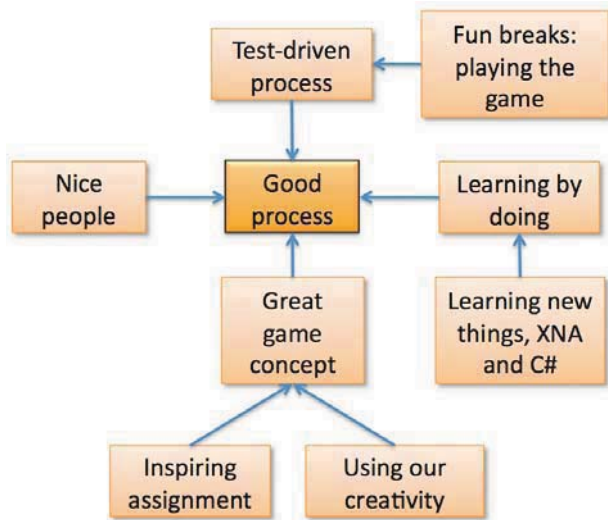 Test-driven
process
Fun breaks:
playing the
game
Nice
people
Good
process
Learning by
doing
Great
game
concept
Learning new
things, XNA
and C#
Inspiring
assignment
Using our
creativity